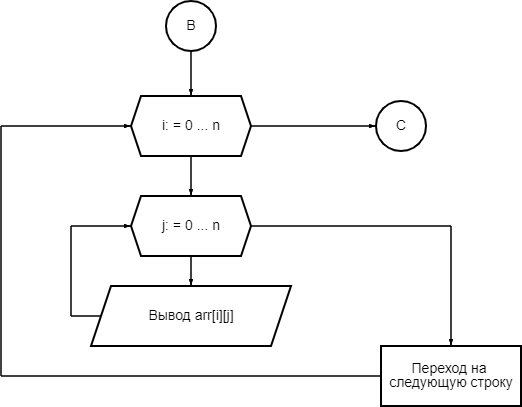 B
i: = 0 ... n
C
j: = 0 ... n
Вывод arr[i][j]
Переход на
следующую строку